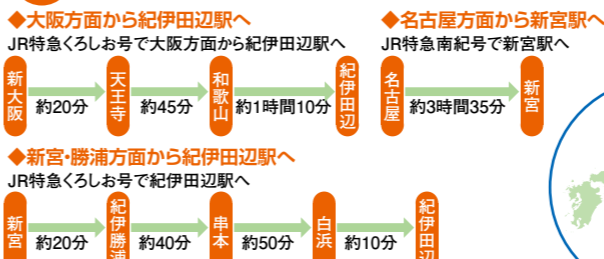 ◆大阪方面から紀伊田辺駅へ
JR特急くろしお号で大阪方面から紀伊田辺駅へ
新大阪 約20分 天王寺 約45分 和歌山 約1時間10分 紀伊田辺
◆名古屋方面から新宮駅へ
JR特急南紀号で新宮駅へ
名古屋 約3時間35分 新宮
◆新宮・勝浦方面から紀伊田辺駅へ
JR特急くろしお号で紀伊田辺駅へ
新宮 約20分 紀伊勝浦 約40分 串本 約50分 白浜 約10分 紀伊田辺